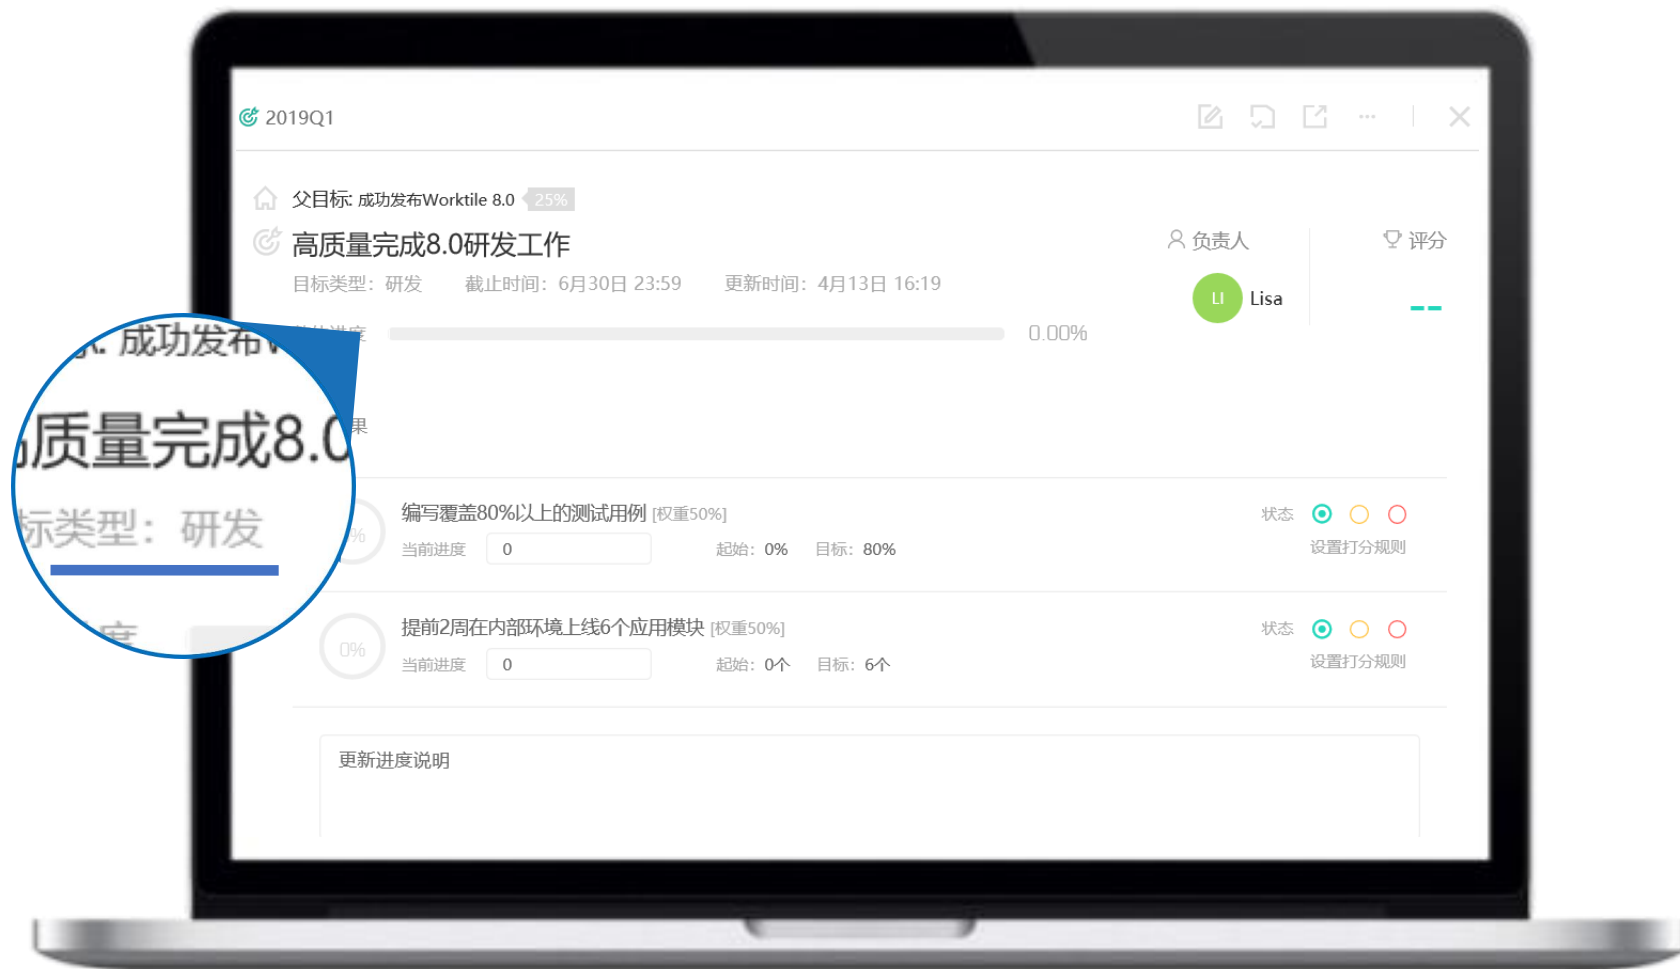 2019Q1
父目标: 成功发布Worktile 8.0 25%
高质量完成8.0研发工作
负责人
评分
目标类型：研发 截止时间：6月30日 23:59 更新时间：4月13日 16:19
LI Lisa
--
度
0.00%
成功发布
质量完成8.0
标类型：研发
度
果
编写覆盖80%以上的测试用例 [权重50%]
状态
%
当前进度 0 起始：0% 目标：80%
设置打分规则
提前2周在内部环境上线6个应用模块 [权重50%]
状态
0%
当前进度 0 起始：0个 目标：6个
设置打分规则
更新进度说明